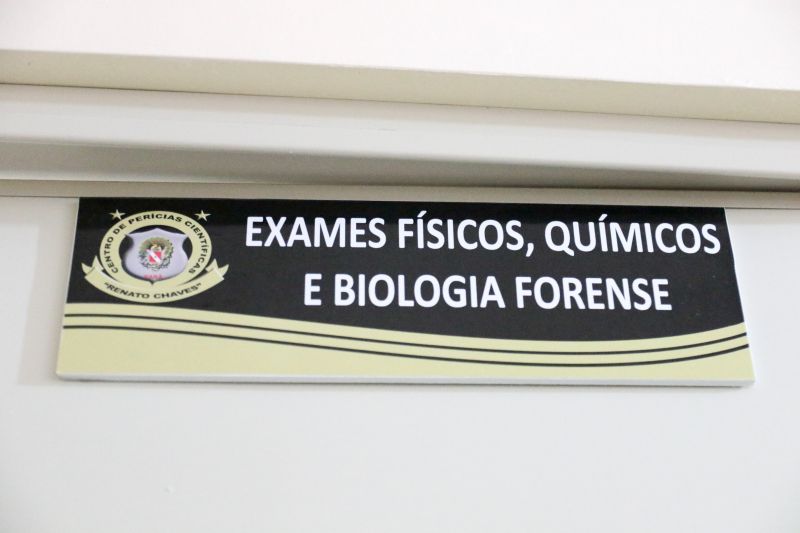 CENTRO DE PERÍCIAS CIENTÍFICAS
"RENATO CHAVES"
EXAMES FÍSICOS, QUÍMICOS
E BIOLOGIA FORENSE